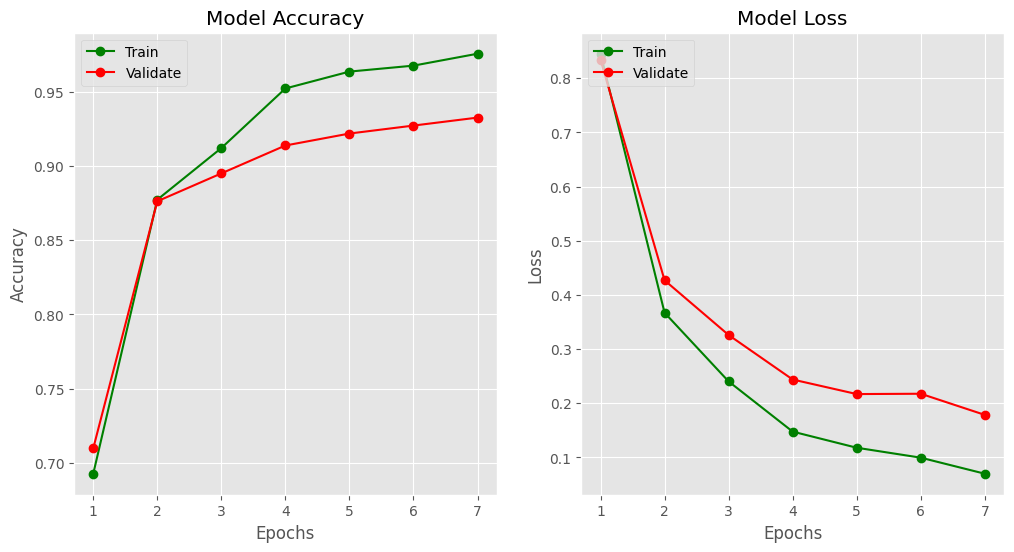 Model Accuracy
Train
Validate
0.95
0.90
0.85
0.80
0.75
0.70
Accuracy
1 2 3 4 5 6 7
Epochs
Model Loss
Train
Validate
0.8
0.7
0.6
0.5
0.4
0.3
0.2
0.1
Loss
1 2 3 4 5 6 7
Epochs